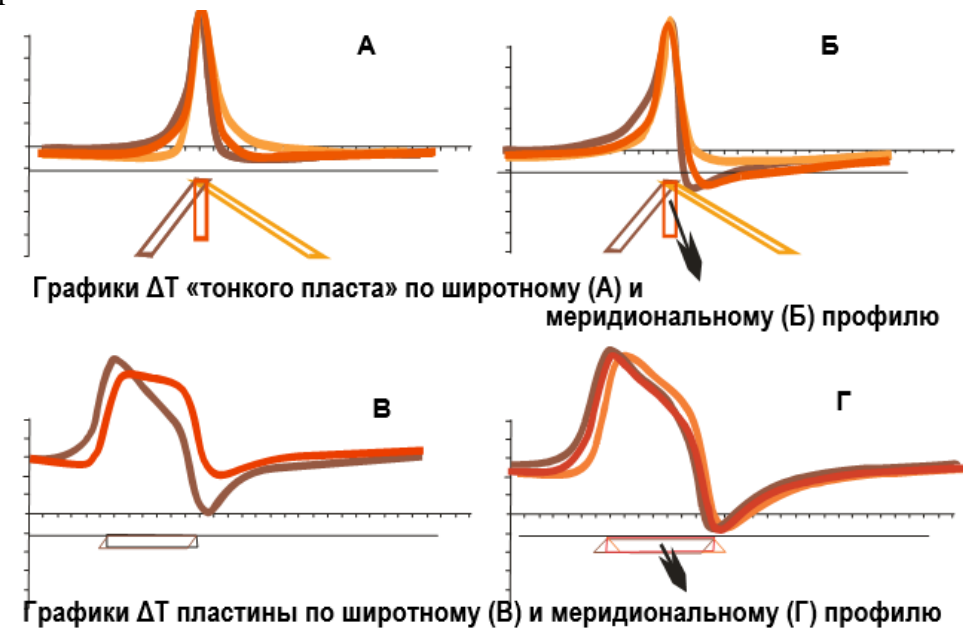 А
Б
Графики ΔТ «тонкого пласта» по широтному (А) и
меридиональному (Б) профилю
В
Г
Графики ΔТ пластины по широтному (В) и меридиональному (Г) профилю